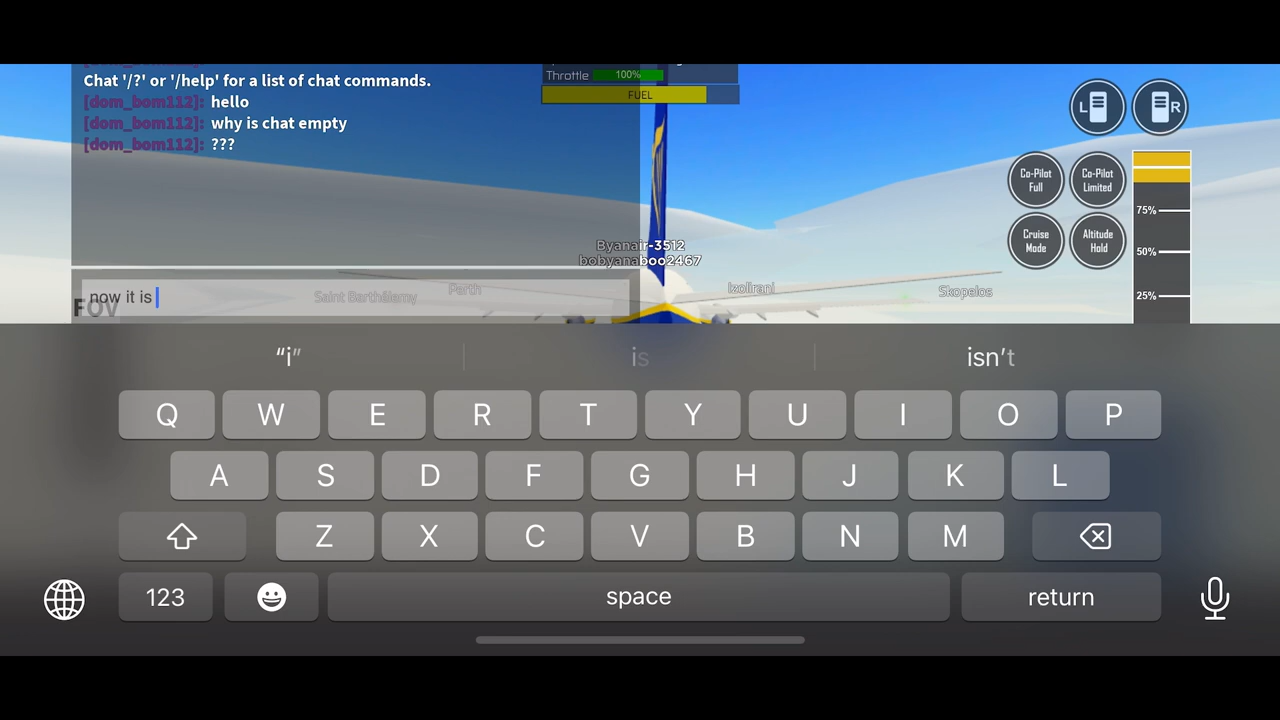 Chat '/?' or '/help' for a list of chat commands.
[dom_bom112]: hello
[dom_bom112]: why is chat empty
[dom_bom112]: ???
Throttle 100%
FUEL
L
R
Co-Pilot Full
Co-Pilot Limited
Cruise Mode
Altitude Hold
75%
50%
25%
Byanair-3512
bobyanaboo2467
Saint Barthélemy
Perth
Izolirani
Skopelos
now it is
FOV
“i”
is
isn’t
Q W E R T Y U I O P
A S D F G H J K L
Z X C V B N M
123
space
return